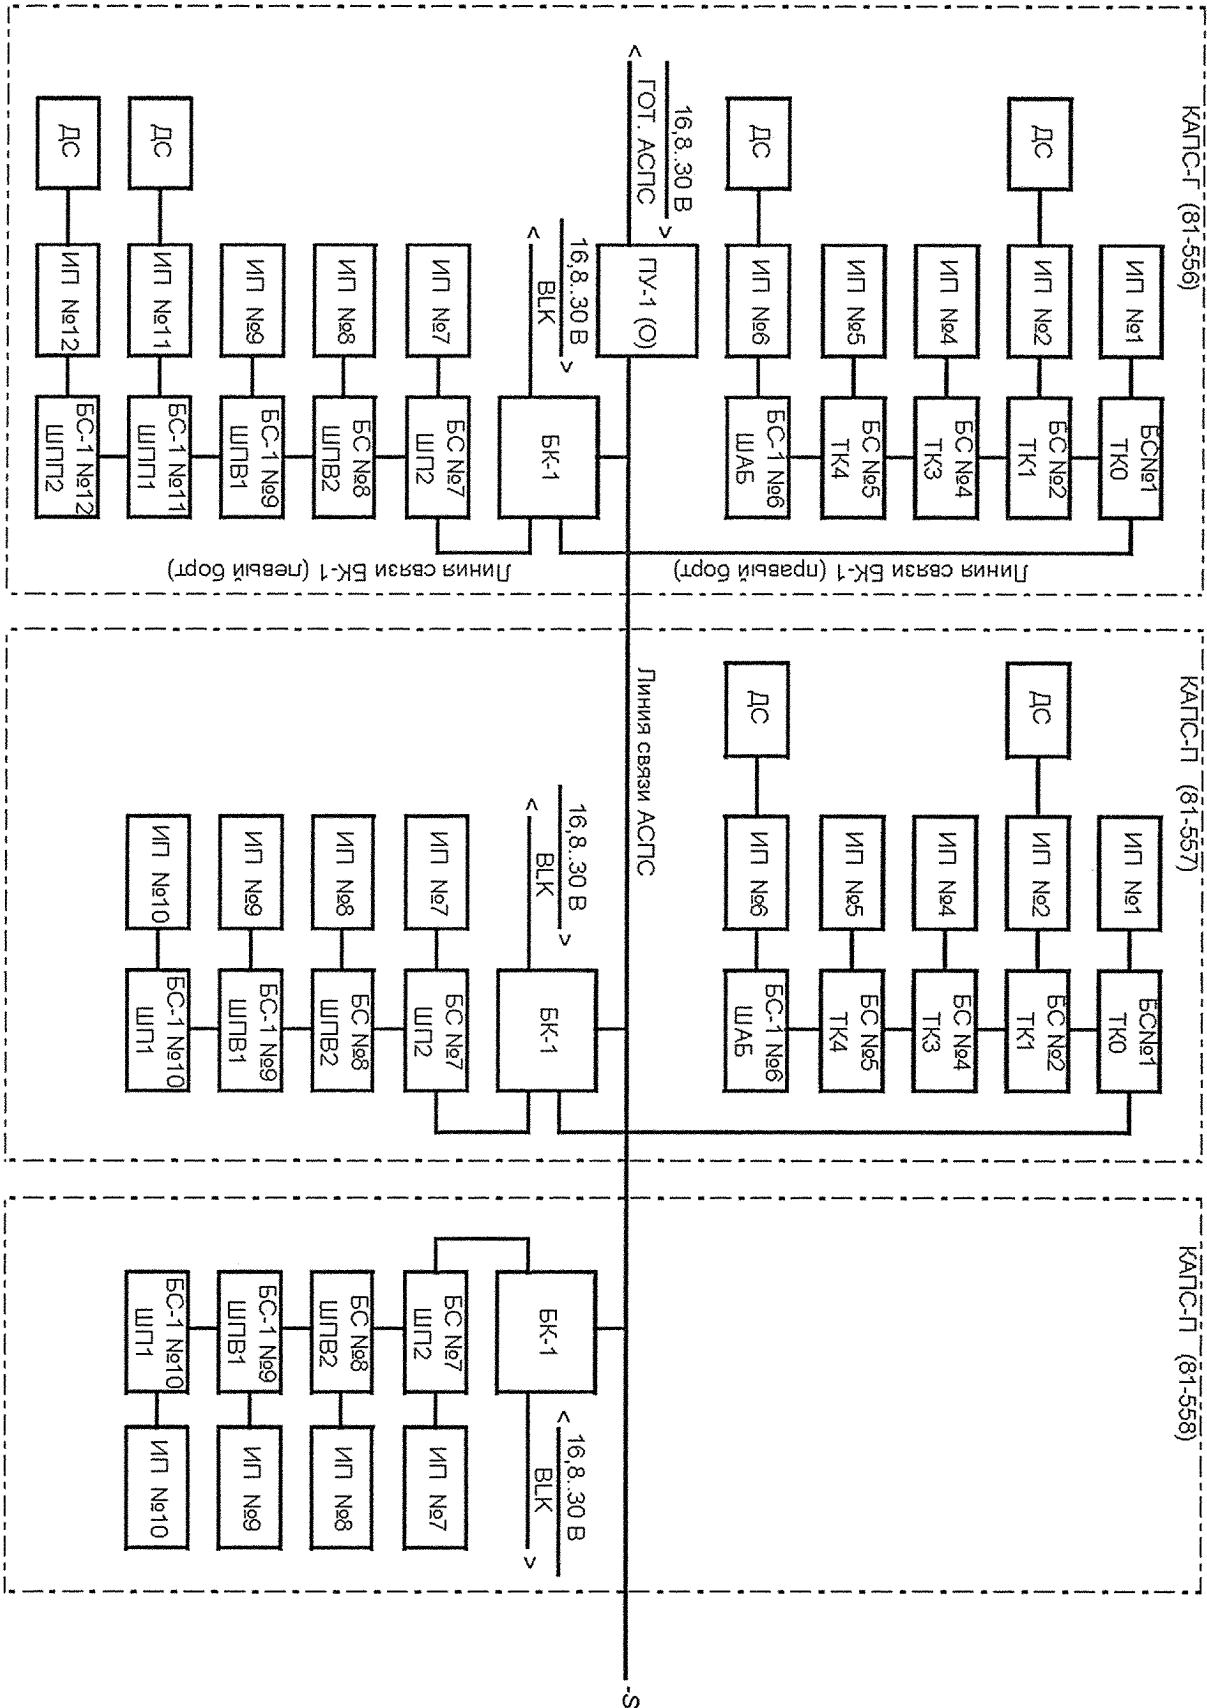 КАПС-Г (81-556)
ИП №1
БС№1
ТК0
ДС
ИП №2
БС №2
ТК1
ИП №4
БС №4
ТК3
ИП №5
БС №5
ТК4
ДС
ИП №6
БС-1 №6
ШАБ
Линия связи БК-1 (правый борт)
16,8..30 В
ГОТ. АСПС
ПУ-1 (О)
16,8..30 В
BLK
БК-1
Линия связи БК-1 (левый борт)
ИП №7
БС №7
ШП2
ИП №8
БС №8
ШПВ2
ИП №9
БС-1 №9
ШПВ1
ДС
ИП №11
БС-1 №11
ШПП1
ДС
ИП №12
БС-1 №12
ШПП2
КАПС-П (81-557)
ИП №1
БС№1
ТК0
ДС
ИП №2
БС №2
ТК1
ИП №4
БС №4
ТК3
ИП №5
БС №5
ТК4
ДС
ИП №6
БС-1 №6
ШАБ
Линия связи АСПС
16,8..30 В
BLK
БК-1
ИП №7
БС №7
ШП2
ИП №8
БС №8
ШПВ2
ИП №9
БС-1 №9
ШПВ1
ИП №10
БС-1 №10
ШП1
КАПС-П (81-558)
БК-1
16,8..30 В
BLK
БС №7
ШП2
ИП №7
БС №8
ШПВ2
ИП №8
БС-1 №9
ШПВ1
ИП №9
БС-1 №10
ШП1
ИП №10
-S